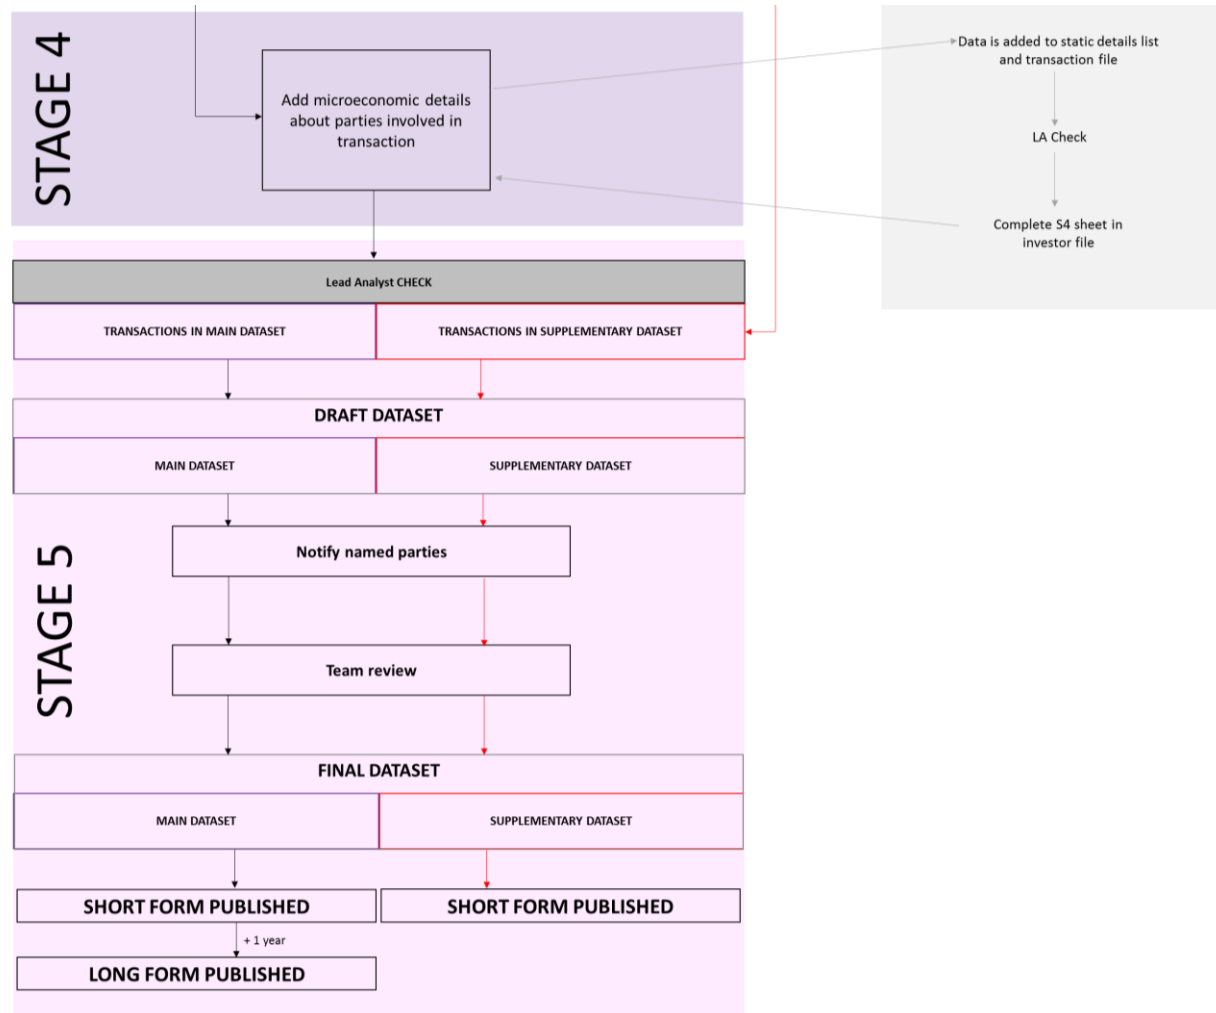 STAGE 4
Add microeconomic details
about parties involved in
transaction
Data is added to static details list
and transaction file
LA Check
Complete S4 sheet in
investor file
STAGE 5
Lead Analyst CHECK
TRANSACTIONS IN MAIN DATASET
TRANSACTIONS IN SUPPLEMENTARY DATASET
DRAFT DATASET
MAIN DATASET
SUPPLEMENTARY DATASET
Notify named parties
Team review
FINAL DATASET
MAIN DATASET
SUPPLEMENTARY DATASET
SHORT FORM PUBLISHED
SHORT FORM PUBLISHED
+ 1 year
LONG FORM PUBLISHED